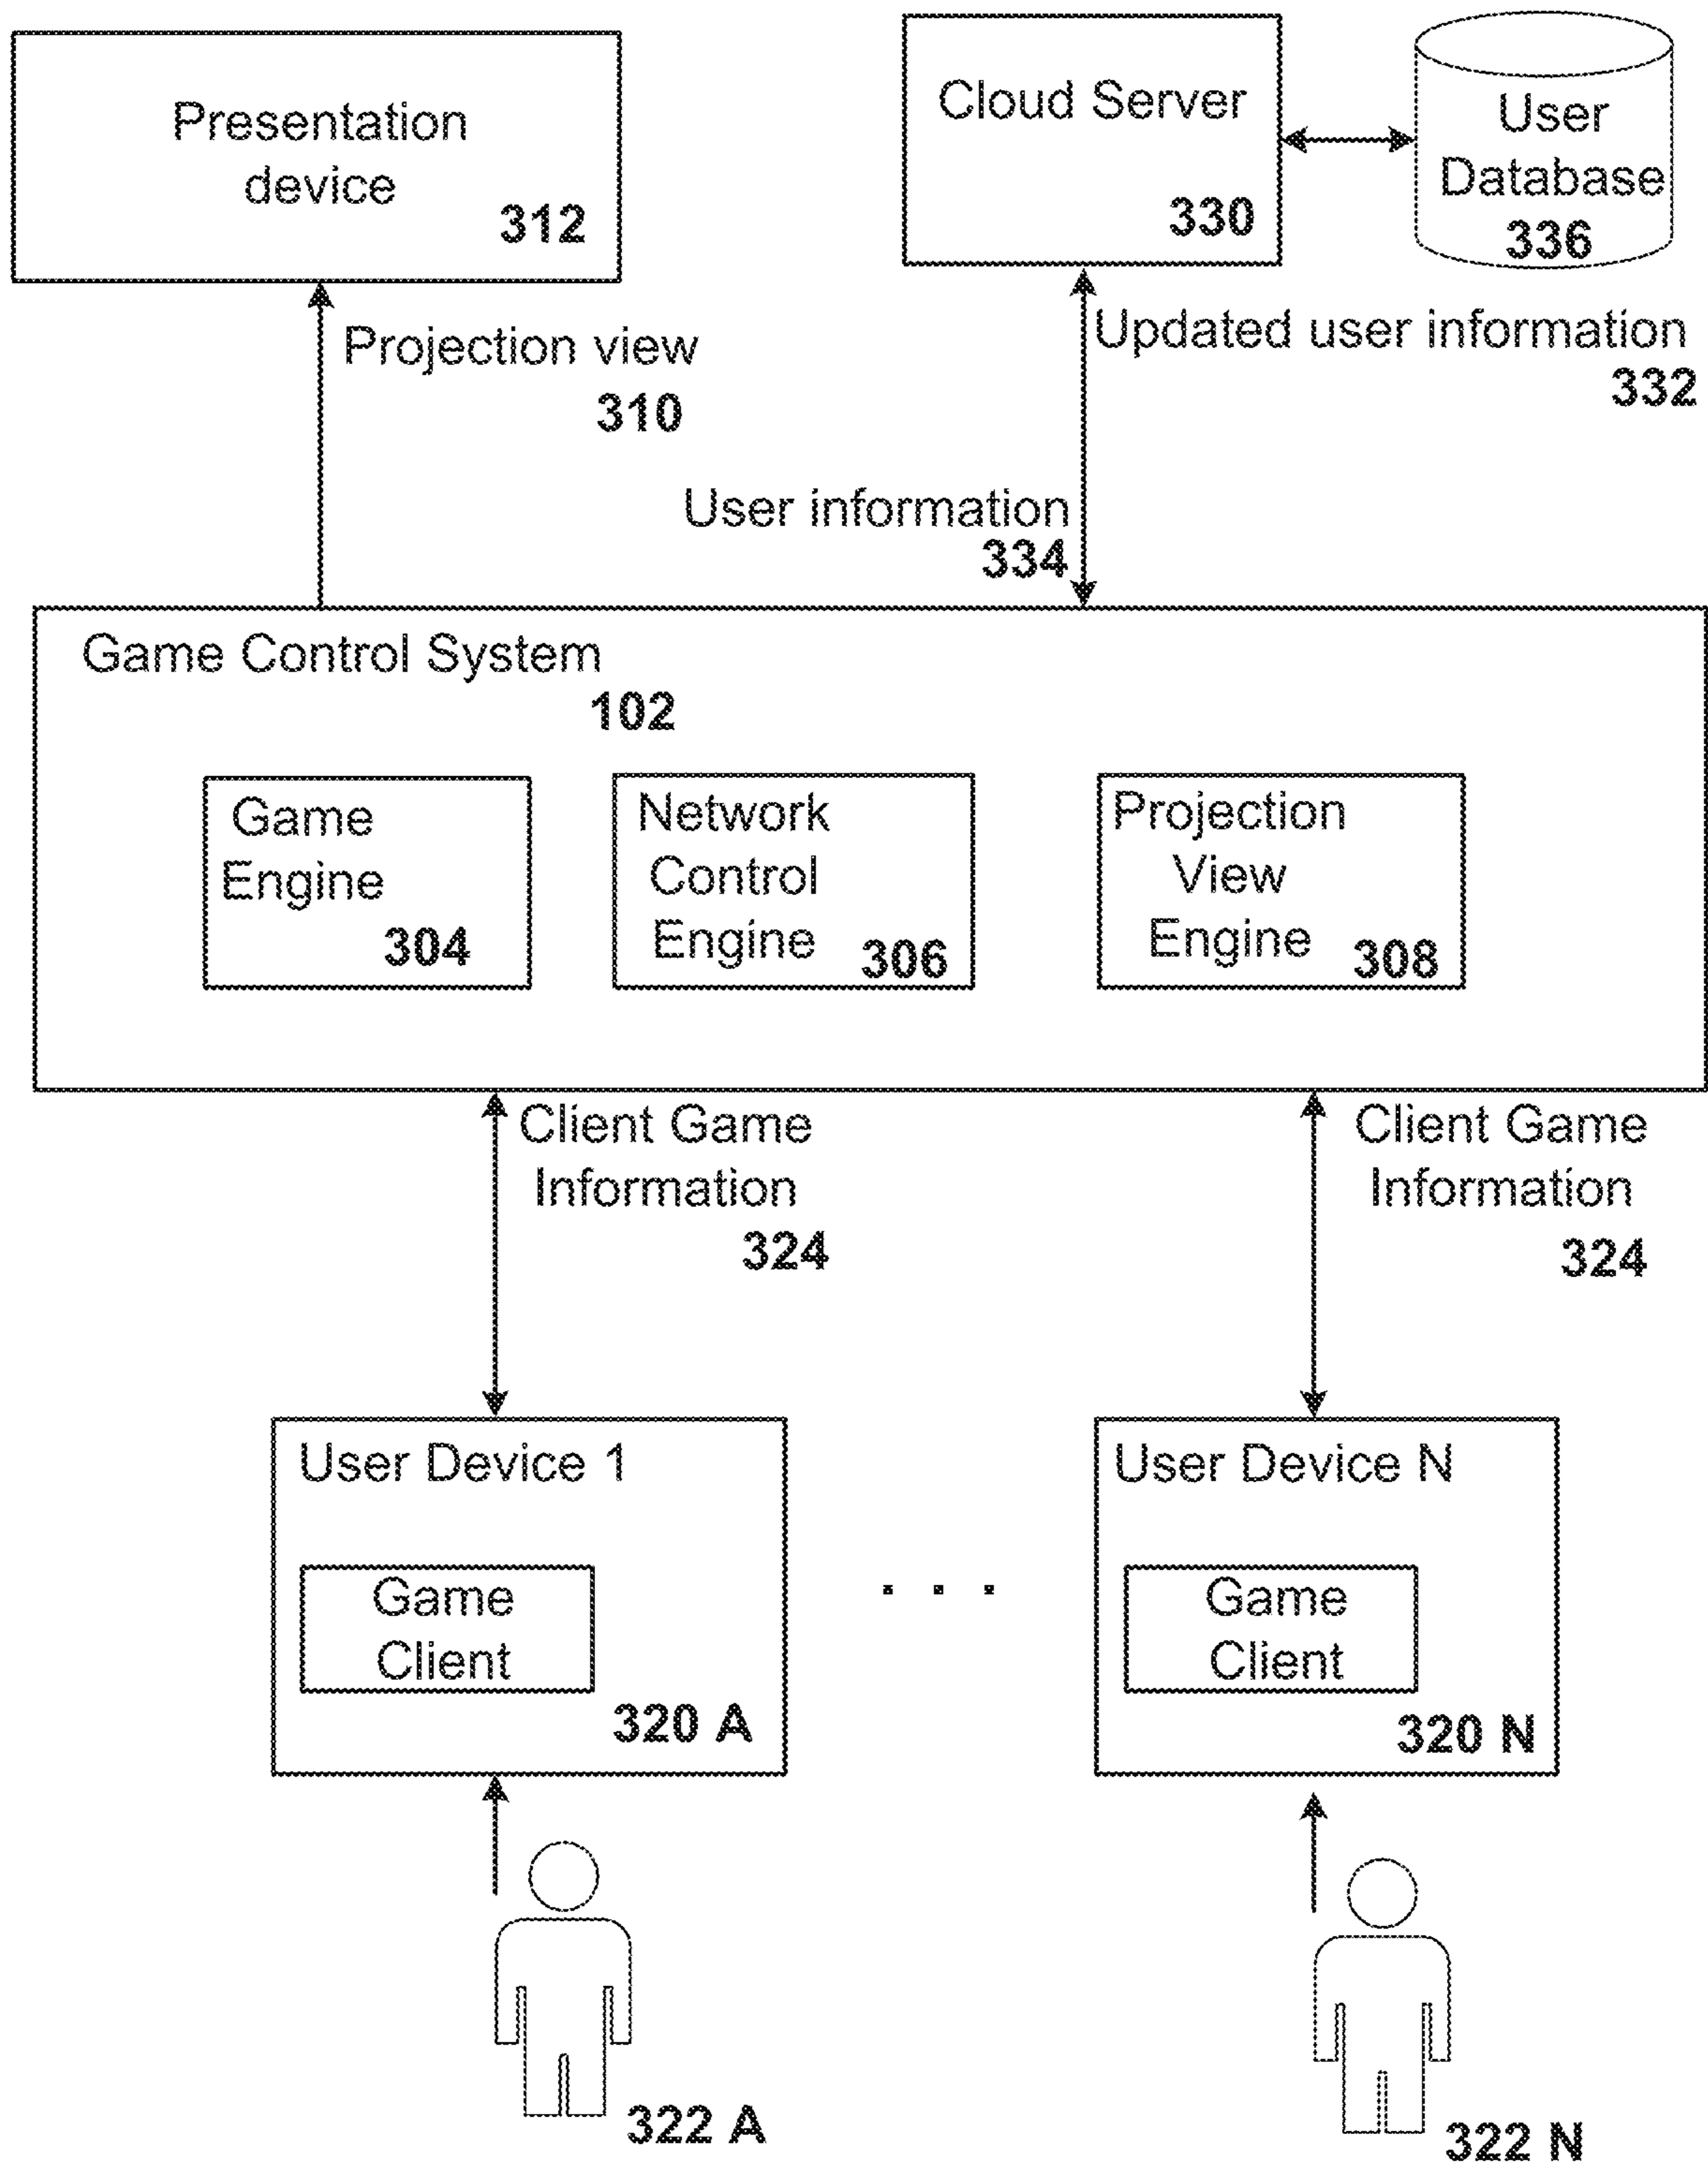 Presentation
device
312
Cloud Server
330
User
Database
336
Projection view
310
Updated user information
332
User information
334
Game Control System
102
Game
Engine
304
Network
Control
Engine
306
Projection
View
Engine
308
Client Game
Information
324
Client Game
Information
324
User Device 1
Game
Client
320 A
. . .
User Device N
Game
Client
320 N
322 A
322 N